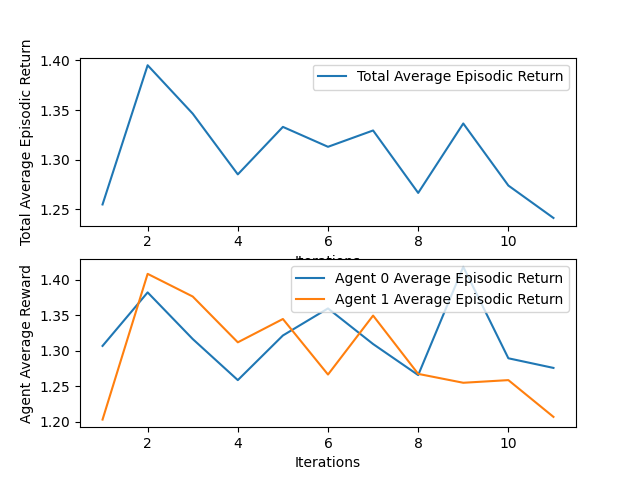 Total Average Episodic Return
1.40
1.35
1.30
1.25
Total Average Episodic Return
2
4
6
8
10
Iterations
Agent Average Reward
1.40
1.35
1.30
1.25
1.20
Agent 0 Average Episodic Return
Agent 1 Average Episodic Return
2
4
6
8
10
Iterations